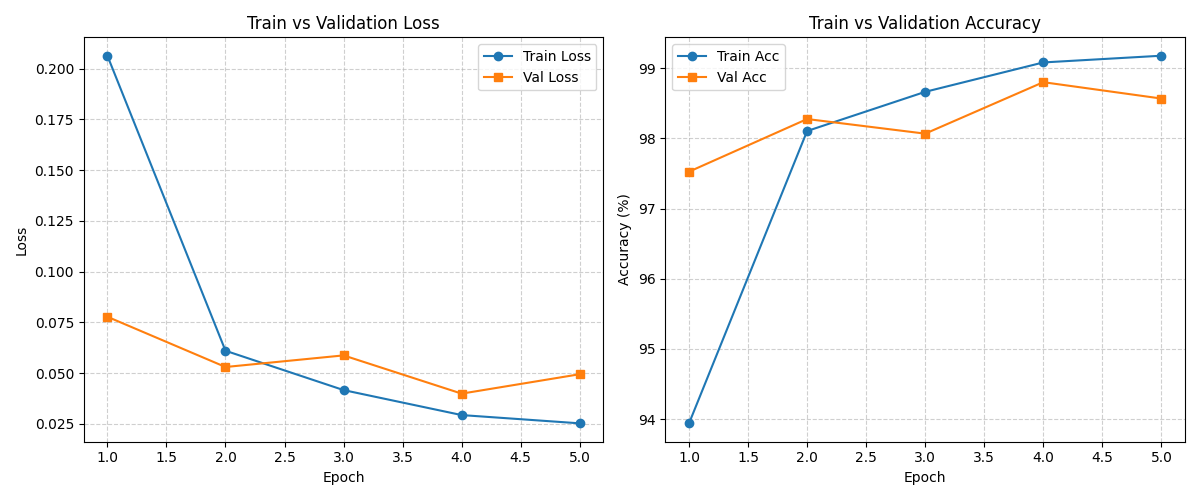 Train vs Validation Loss
Train Loss
Val Loss
0.200
0.175
0.150
0.125
0.100
0.075
0.050
0.025
Loss
1.0 1.5 2.0 2.5 3.0 3.5 4.0 4.5 5.0
Epoch
Train vs Validation Accuracy
Train Acc
Val Acc
99
98
97
96
95
94
Accuracy (%)
1.0 1.5 2.0 2.5 3.0 3.5 4.0 4.5 5.0
Epoch